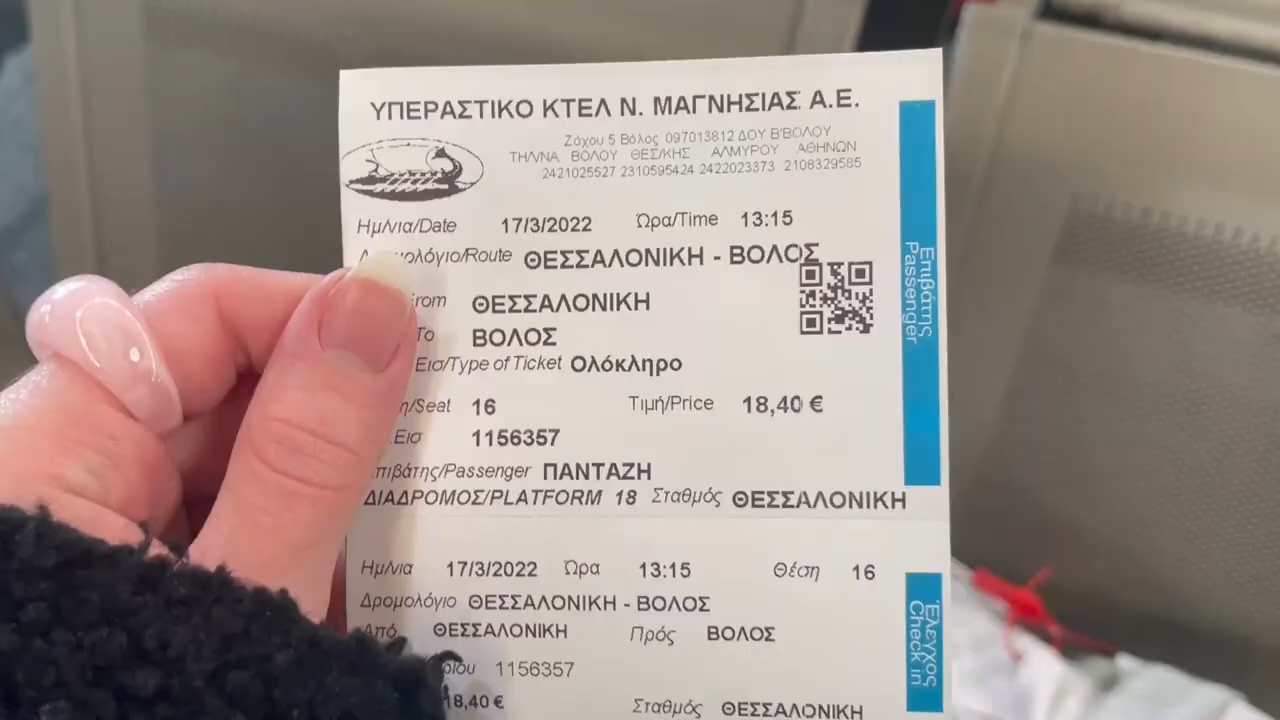 ΥΠΕΡΑΣΤΙΚΟ ΚΤΕΛ Ν. ΜΑΓΝΗΣΙΑΣ Α.Ε.
Ζάχου 5 Βόλος 097013812 ΔΟΥ Β'ΒΟΛΟΥ
ΤΗΛ/ΝΑ ΒΟΛΟΥ ΘΕΣ/ΚΗΣ ΑΛΜΥΡΟΥ ΑΘΗΝΩΝ
2421025527 2310595424 2422023373 2108329585
Ημ/νια/Date 17/3/2022 Ώρα/Time 13:15
/Route ΘΕΣΣΑΛΟΝΙΚΗ - ΒΟΛΟΣ
From ΘΕΣΣΑΛΟΝΙΚΗ
To ΒΟΛΟΣ
Εισ/Type of Ticket Ολόκληρο
/Seat 16 Τιμή/Price 18,40 €
Εισ 1156357
/Passenger ΠΑΝΤΑΖΗ
ΔΙΑΔΡΟΜΟΣ/PLATFORM 18 Σταθμός ΘΕΣΣΑΛΟΝΙΚΗ
Επιβάτης
Passenger
Ημ/νια 17/3/2022 Ώρα 13:15 Θέση 16
Δρομολόγιο ΘΕΣΣΑΛΟΝΙΚΗ - ΒΟΛΟΣ
Από ΘΕΣΣΑΛΟΝΙΚΗ Πρός ΒΟΛΟΣ
1156357
18,40 € Σταθμός ΘΕΣΣΑΛΟΝΙΚΗ
Έλεγχος
Check in